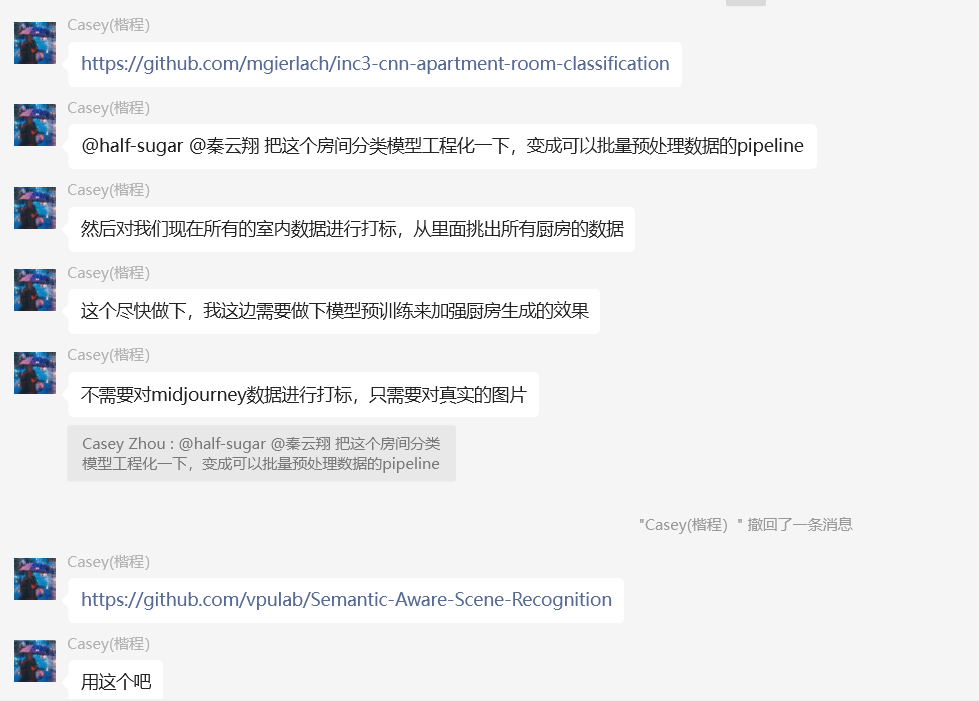 Casey(楷程)
https://github.com/mgierlach/inc3-cnn-apartment-room-classification
Casey(楷程)
@half-sugar @秦云翔 把这个房间分类模型工程化一下，变成可以批量预处理数据的pipeline
Casey(楷程)
然后对我们现在所有的室内数据进行打标，从里面挑出所有厨房的数据
Casey(楷程)
这个尽快做下，我这边需要做下模型预训练来加强厨房生成的效果
Casey(楷程)
不需要对midjourney数据进行打标，只需要对真实的图片
Casey Zhou : @half-sugar @秦云翔 把这个房间分类
模型工程化一下，变成可以批量预处理数据的pipeline
"Casey(楷程) " 撤回了一条消息
Casey(楷程)
https://github.com/vpulab/Semantic-Aware-Scene-Recognition
Casey(楷程)
用这个吧